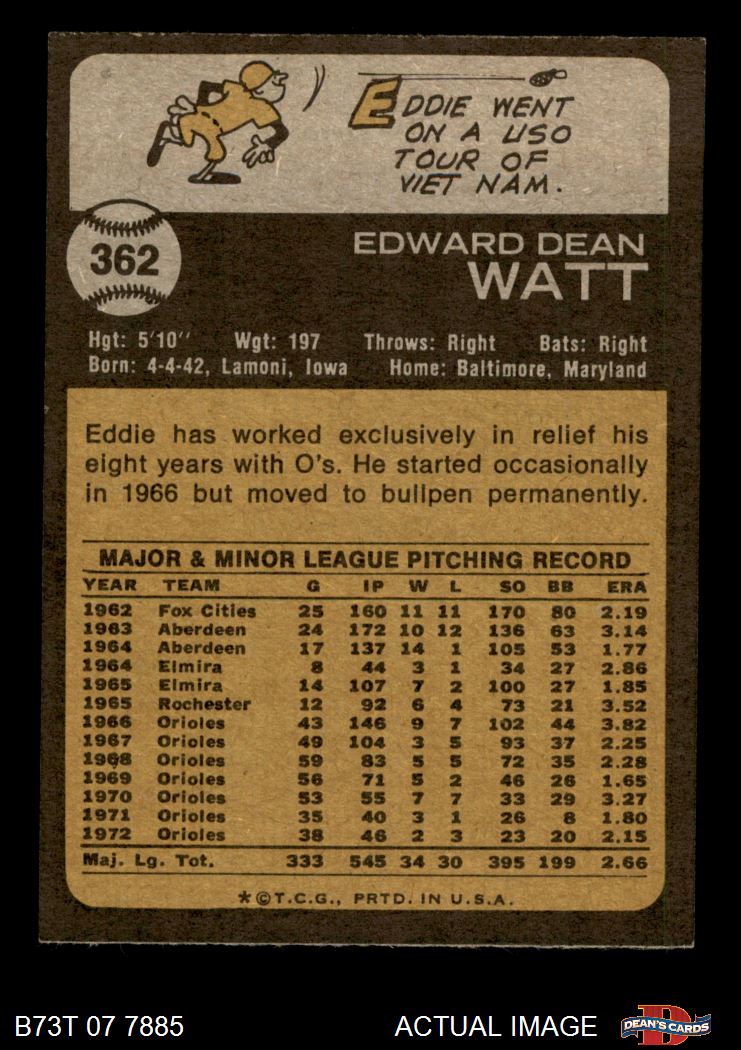 EDDIE WENT
ON A USO
TOUR OF
VIET NAM.
362
EDWARD DEAN
WATT
Hgt: 5'10'' Wgt: 197 Throws: Right Bats: Right
Born: 4-4-42, Lamoni, Iowa Home: Baltimore, Maryland
Eddie has worked exclusively in relief his
eight years with O's. He started occasionally
in 1966 but moved to bullpen permanently.
MAJOR & MINOR LEAGUE PITCHING RECORD
YEAR TEAM G IP W L SO BB ERA
1962 Fox Cities 25 160 11 11 170 80 2.19
1963 Aberdeen 24 172 10 12 136 63 3.14
1964 Aberdeen 17 137 14 1 105 53 1.77
1964 Elmira 8 44 3 1 34 27 2.86
1965 Elmira 14 107 7 2 100 27 1.85
1965 Rochester 12 92 6 4 73 21 3.52
1966 Orioles 43 146 9 7 102 44 3.82
1967 Orioles 49 104 3 5 93 37 2.25
1968 Orioles 59 83 5 5 72 35 2.28
1969 Orioles 56 71 5 2 46 26 1.65
1970 Orioles 53 55 7 7 33 29 3.27
1971 Orioles 35 40 3 1 26 8 1.80
1972 Orioles 38 46 2 3 23 20 2.15
Maj. Lg. Tot. 333 545 34 30 395 199 2.66
*©T.C.G., PRTD. IN U.S.A.
B73T 07 7885 ACTUAL IMAGE D DEAN'S CARDS